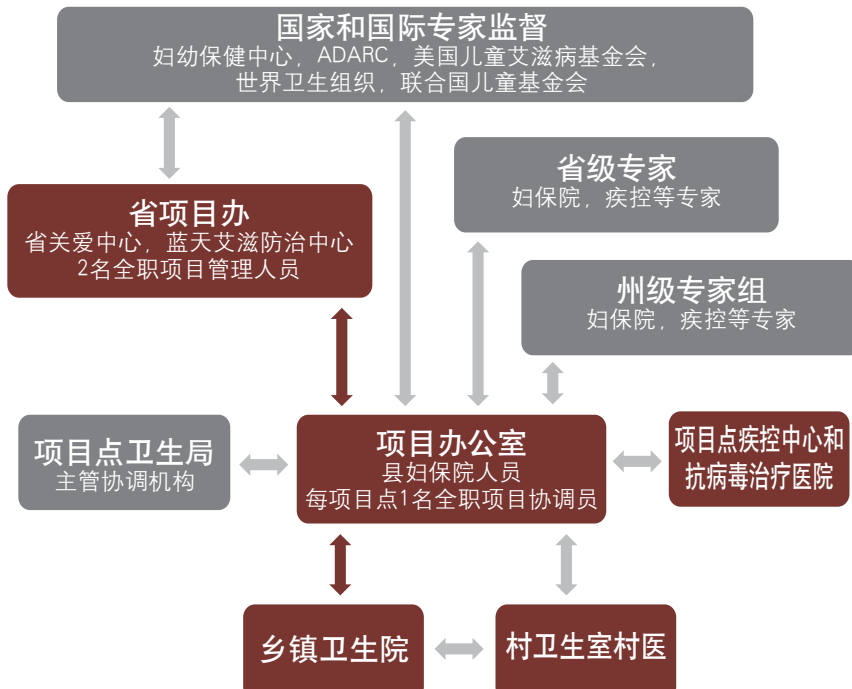 国家和国际专家监督
妇幼保健中心，ADARC，美国儿童艾滋病基金会，
世界卫生组织，联合国儿童基金会
省级专家
妇保院，疾控等专家
省项目办
省关爱中心，蓝天艾滋防治中心
2名全职项目管理人员
州级专家组
妇保院，疾控等专家
项目点卫生局
主管协调机构
项目办公室
县妇保院人员
每项目点1名全职项目协调员
项目点疾控中心和
抗病毒治疗医院
乡镇卫生院
村卫生室村医